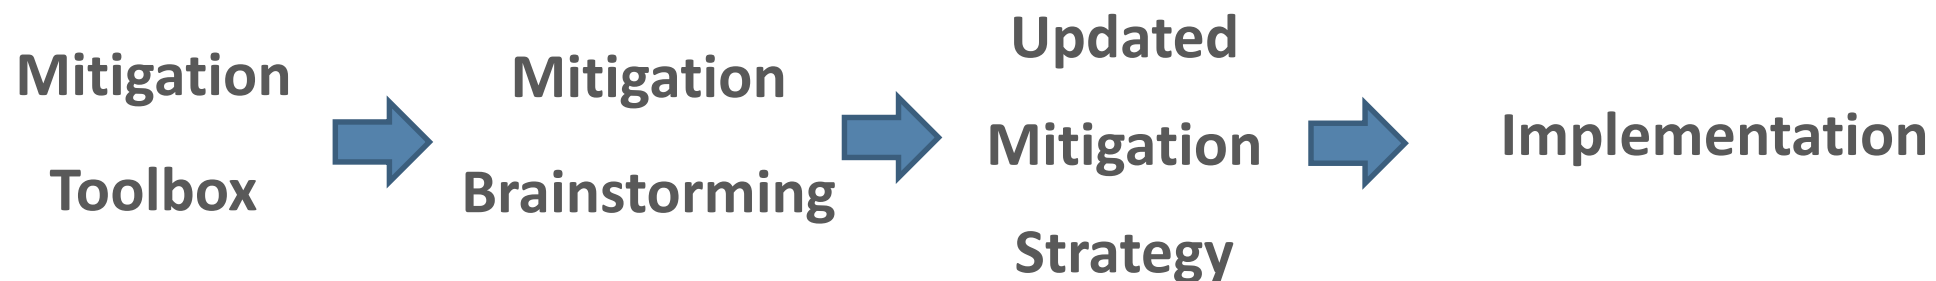 Mitigation
Toolbox
Mitigation
Brainstorming
Updated
Mitigation
Strategy
Implementation